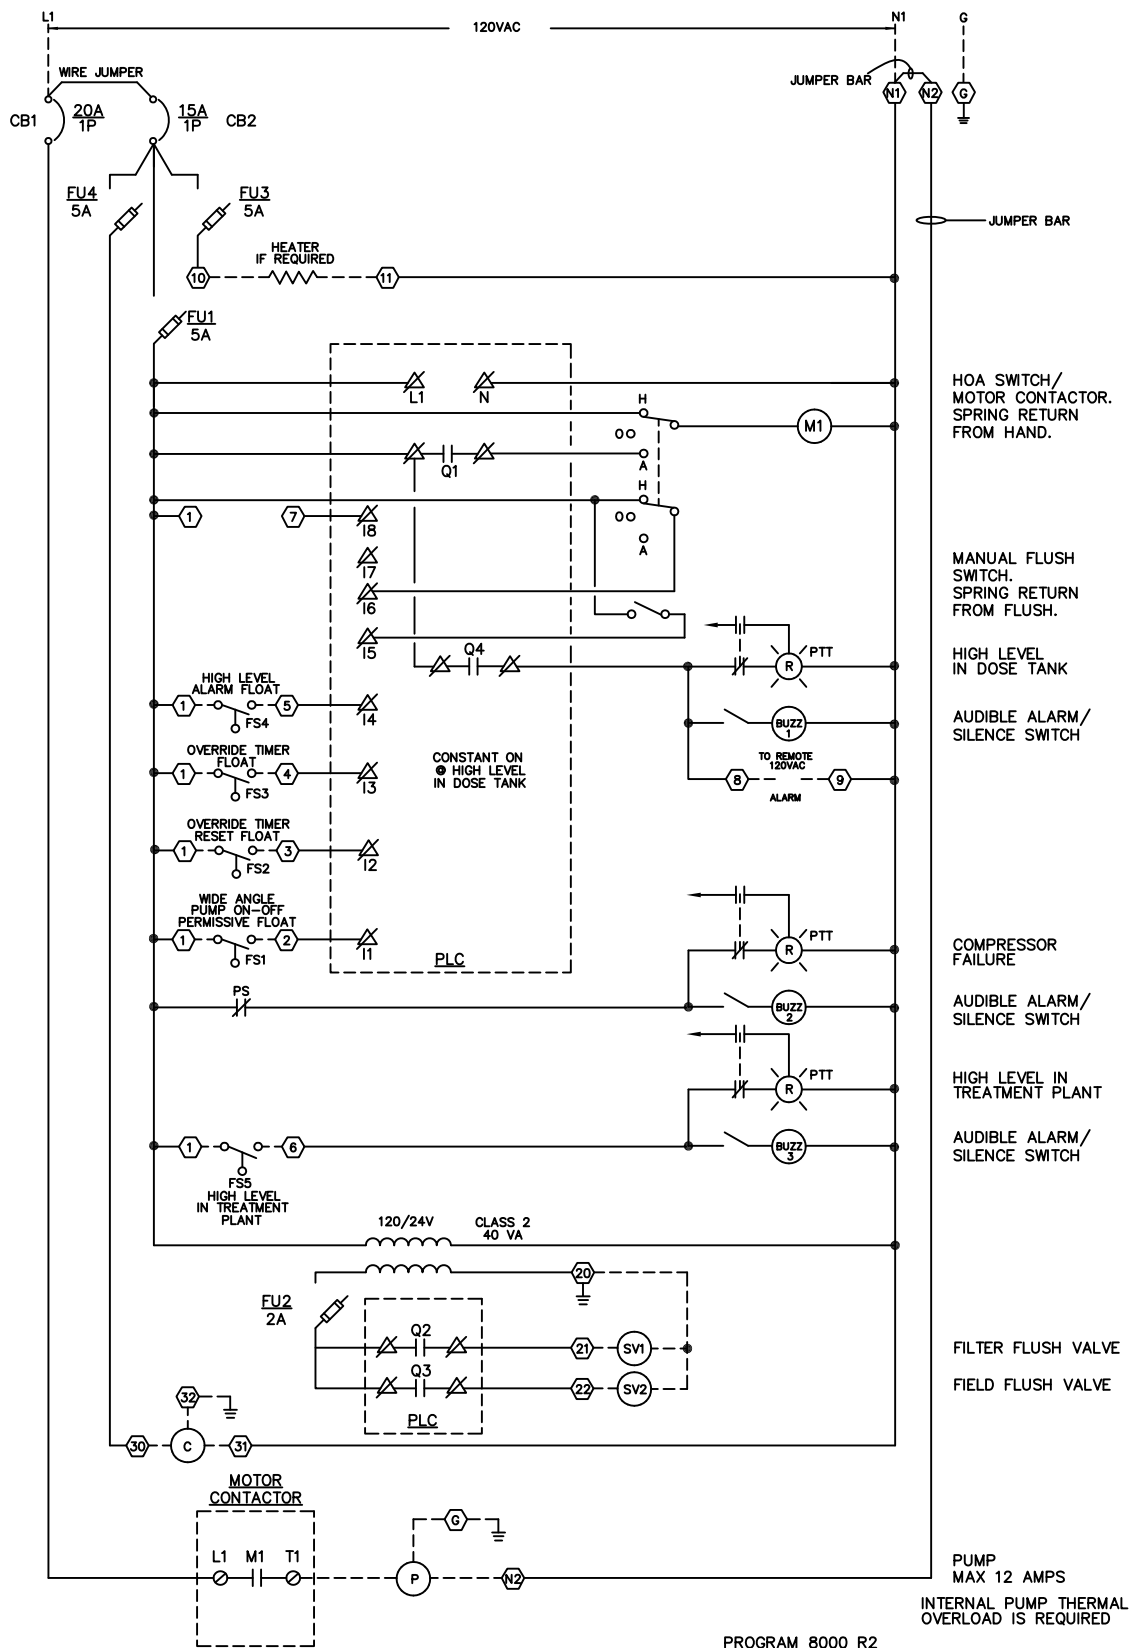 L1
120VAC
N1
G
WIRE JUMPER
JUMPER BAR
N1
N2
G
CB1
20A
1P
15A
1P
CB2
FU4
5A
FU3
5A
JUMPER BAR
HEATER
IF REQUIRED
10
11
FU1
5A
L1
N
H
HOA SWITCH/
MOTOR CONTACTOR.
SPRING RETURN
FROM HAND.
M1
O
Q1
A
H
1
7
I8
O
A
I7
MANUAL FLUSH
SWITCH.
SPRING RETURN
FROM FLUSH.
I6
I5
Q4
PTT
R
HIGH LEVEL
IN DOSE TANK
HIGH LEVEL
ALARM FLOAT
1
5
FS4
I4
BUZZ
1
AUDIBLE ALARM/
SILENCE SWITCH
OVERRIDE TIMER
FLOAT
1
4
FS3
I3
CONSTANT ON
@ HIGH LEVEL
IN DOSE TANK
TO REMOTE
120VAC
8
9
ALARM
OVERRIDE TIMER
RESET FLOAT
1
3
FS2
I2
WIDE ANGLE
PUMP ON-OFF
PERMISSIVE FLOAT
1
2
FS1
I1
PLC
PTT
R
COMPRESSOR
FAILURE
PS
BUZZ
2
AUDIBLE ALARM/
SILENCE SWITCH
PTT
R
HIGH LEVEL IN
TREATMENT PLANT
1
6
FS5
HIGH LEVEL
IN TREATMENT
PLANT
BUZZ
3
AUDIBLE ALARM/
SILENCE SWITCH
120/24V
CLASS 2
40 VA
20
FU2
2A
Q2
21
SV1
FILTER FLUSH VALVE
Q3
22
SV2
FIELD FLUSH VALVE
PLC
32
30
C
31
MOTOR
CONTACTOR
G
L1
M1
T1
P
N2
PUMP
MAX 12 AMPS
INTERNAL PUMP THERMAL
OVERLOAD IS REQUIRED
PROGRAM 8000 R2